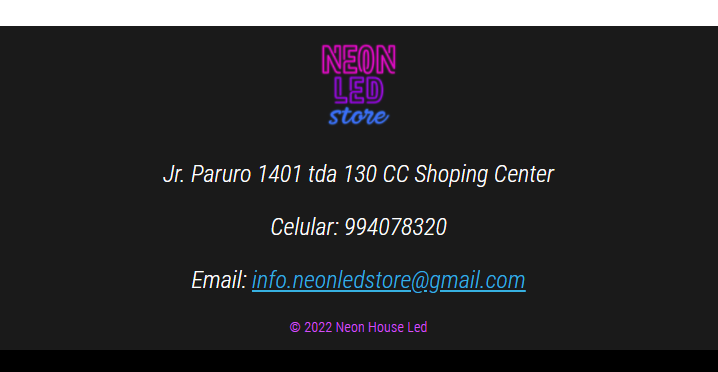 NEON
LED
store
Jr. Paruro 1401 tda 130 CC Shoping Center
Celular: 994078320
Email: info.neonledstore@gmail.com
© 2022 Neon House Led